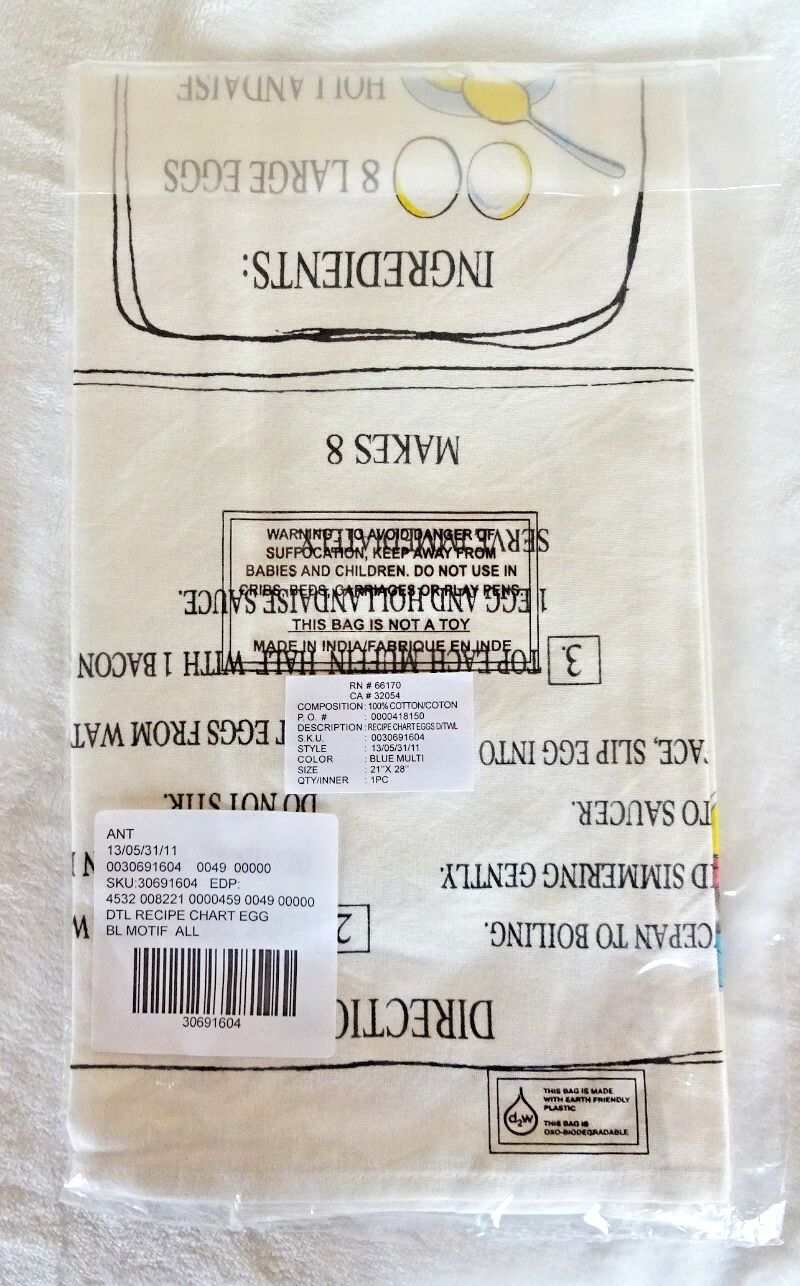 HOLLANDAISE
8 LARGE EGGS
INGREDIENTS:
MAKES 8
SERVE IMMEDIATELY
1 EGG AND HOLLANDAISE SAUCE.
3. TOP EACH MUFFIN HALF WITH 1 BACON
T EGGS FROM WAT
ACE, SLIP EGG INTO
DO NOT STIR.
TO SAUCER.
D SIMMERING GENTLY.
2
CEPAN TO BOILING.
DIRECTIO
WARNING: TO AVOID DANGER OF
SUFFOCATION, KEEP AWAY FROM
BABIES AND CHILDREN. DO NOT USE IN
CRIBS, BEDS, CARRIAGES OR PLAY PENS.
THIS BAG IS NOT A TOY
MADE IN INDIA/FABRIQUE EN INDE
RN # 66170
CA # 32054
COMPOSITION: 100% COTTON/COTON
P. O. # : 0000418150
DESCRIPTION: RECIPE CHART EGGS D/TWL
S.K.U. : 0030691604
STYLE : 13/05/31/11
COLOR : BLUE MULTI
SIZE : 21"X 28"
QTY/INNER : 1PC
ANT
13/05/31/11
0030691604 0049 00000
SKU:30691604 EDP:
4532 008221 0000459 0049 00000
DTL RECIPE CHART EGG
BL MOTIF ALL
30691604
d2w
THIS BAG IS MADE
WITH EARTH FRIENDLY
PLASTIC
THIS BAG IS
OXO-BIODEGRADABLE